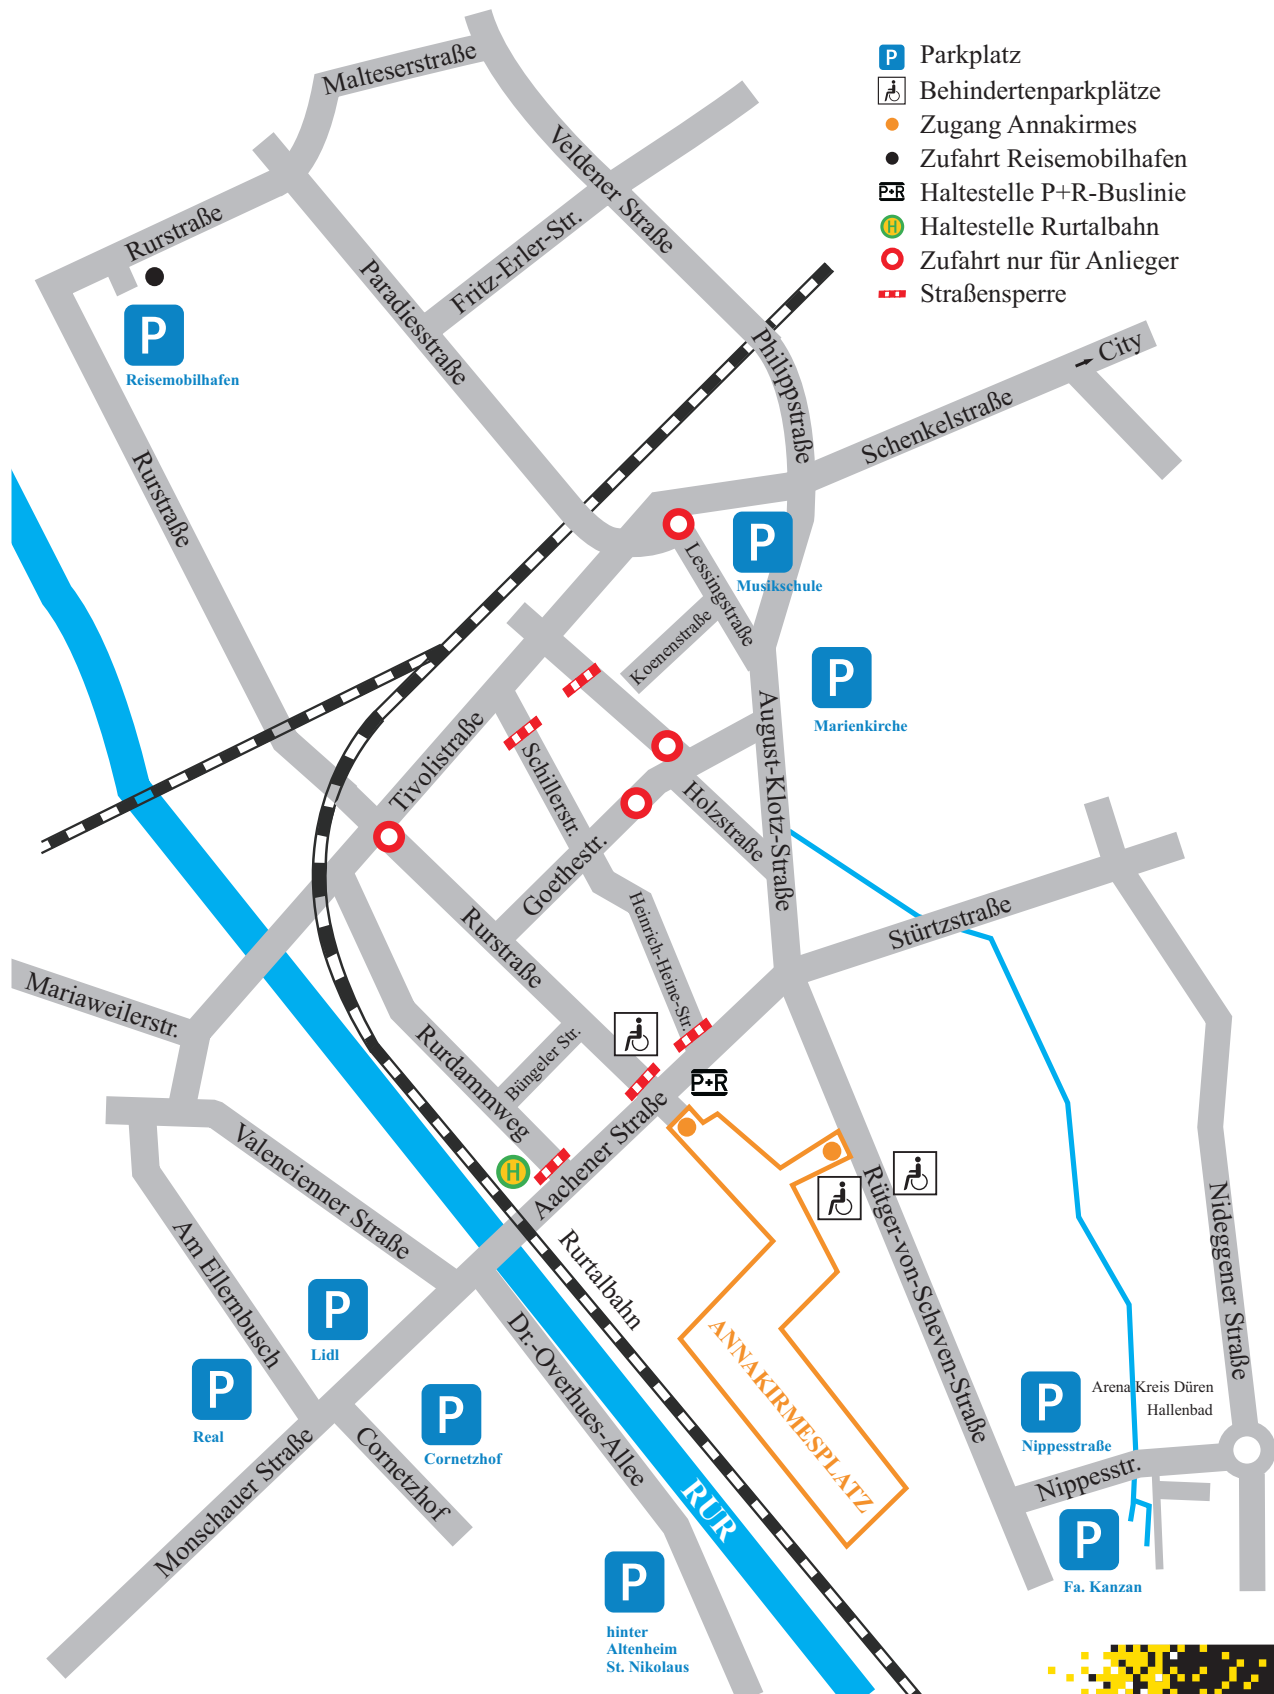 P Parkplatz
Behindertenparkplätze
Zugang Annakirmes
Zufahrt Reisemobilhafen
P+R Haltestelle P+R-Buslinie
H Haltestelle Rurtalbahn
Zufahrt nur für Anlieger
Straßensperre
Malteserstraße
Veldener Straße
Rurstraße
Fritz-Erler-Str.
Paradiesstraße
P
Reisemobilhafen
Philippstraße
City
Schenkelstraße
Rurstraße
P
Musikschule
Lessingstraße
Koenenstraße
P
Marienkirche
August-Klotz-Straße
Tivolistraße
Schillerstr.
Holzstraße
Goethestr.
Heinrich-Heine-Str.
Rurstraße
Stürtzstraße
Mariaweilerstr.
Rurdammweg
Büngeler Str.
P+R
Aachener Straße
H
Valencienner Straße
Am Ellernbusch
Rurtalbahn
Rütger-von-Scheven-Straße
Nideggener Straße
P
Lidl
Dr.-Overhues-Allee
ANNAKIRMESPLATZ
P
Real
P
Cornetzhof
Cornetzhof
Monschauer Straße
RUR
P
Nippesstraße
Arena Kreis Düren
Hallenbad
Nippesstr.
P
Fa. Kanzan
P
hinter
Altenheim
St. Nikolaus